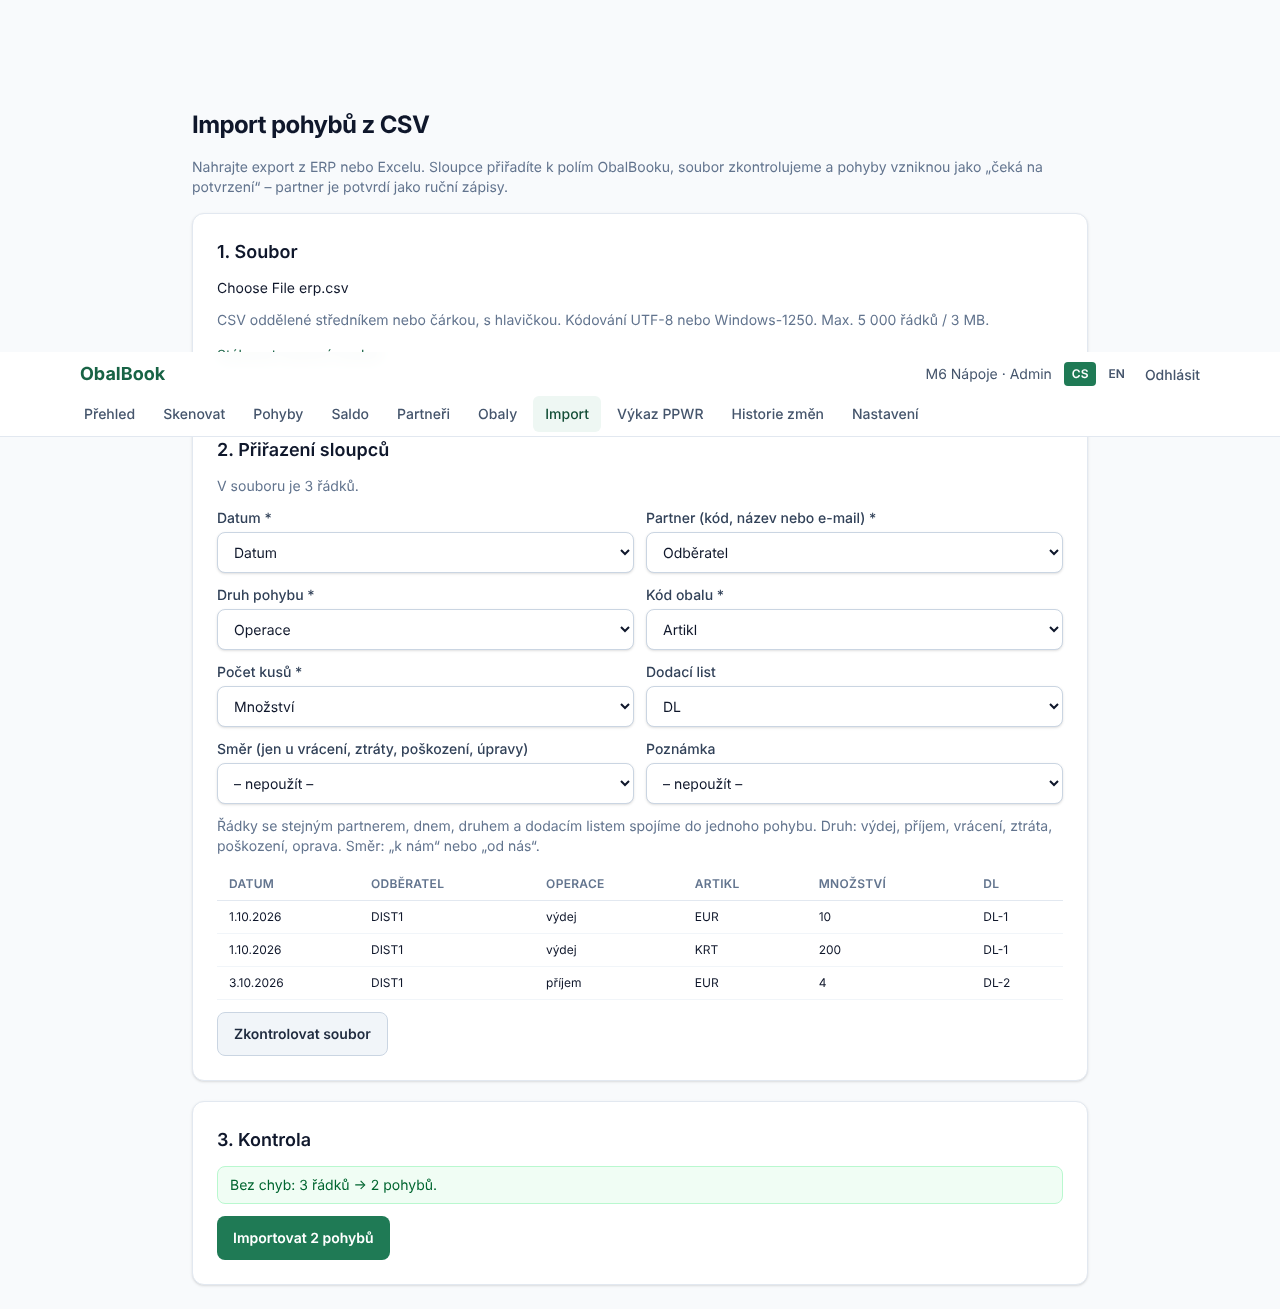 Import pohybů z CSV
Nahrajte export z ERP nebo Excelu. Sloupce přiřadíte k polím ObalBooku, soubor zkontrolujeme a pohyby vzniknou jako „čeká na
potvrzení“ – partner je potvrdí jako ruční zápisy.
1. Soubor
Choose File erp.csv
CSV oddělené středníkem nebo čárkou, s hlavičkou. Kódování UTF-8 nebo Windows-1250. Max. 5 000 řádků / 3 MB.
ObalBook
M6 Nápoje · Admin CS EN Odhlásit
Přehled Skenovat Pohyby Saldo Partneři Obaly Import Výkaz PPWR Historie změn Nastavení
2. Přiřazení sloupců
V souboru je 3 řádků.
Datum * Partner (kód, název nebo e-mail) *
Datum Odběratel
Druh pohybu * Kód obalu *
Operace Artikl
Počet kusů * Dodací list
Množství DL
Směr (jen u vrácení, ztráty, poškození, úpravy) Poznámka
– nepoužít – – nepoužít –
Řádky se stejným partnerem, dnem, druhem a dodacím listem spojíme do jednoho pohybu. Druh: výdej, příjem, vrácení, ztráta,
poškození, oprava. Směr: „k nám“ nebo „od nás“.
DATUM ODBĚRATEL OPERACE ARTIKL MNOŽSTVÍ DL
1.10.2026 DIST1 výdej EUR 10 DL-1
1.10.2026 DIST1 výdej KRT 200 DL-1
3.10.2026 DIST1 příjem EUR 4 DL-2
Zkontrolovat soubor
3. Kontrola
Bez chyb: 3 řádků → 2 pohybů.
Importovat 2 pohybů